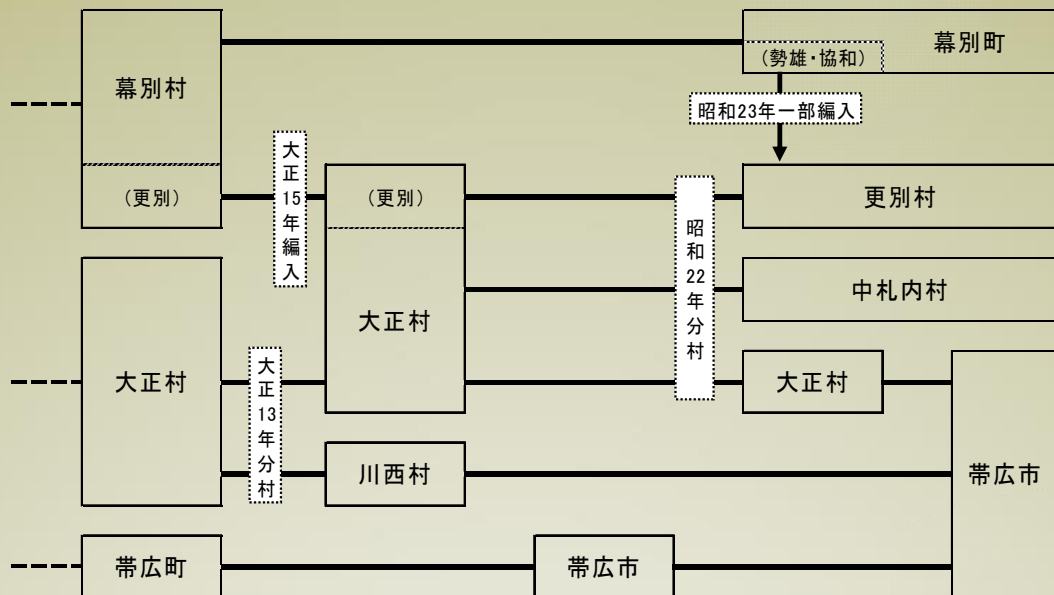 幕別村
(更別)
大正15年編入
(更別)
大正村
大正村
大正13年分村
川西村
帯広町
帯広市
昭和22年分村
幕別町
(勢雄・協和)
昭和23年一部編入
更別村
中札内村
大正村
帯広市